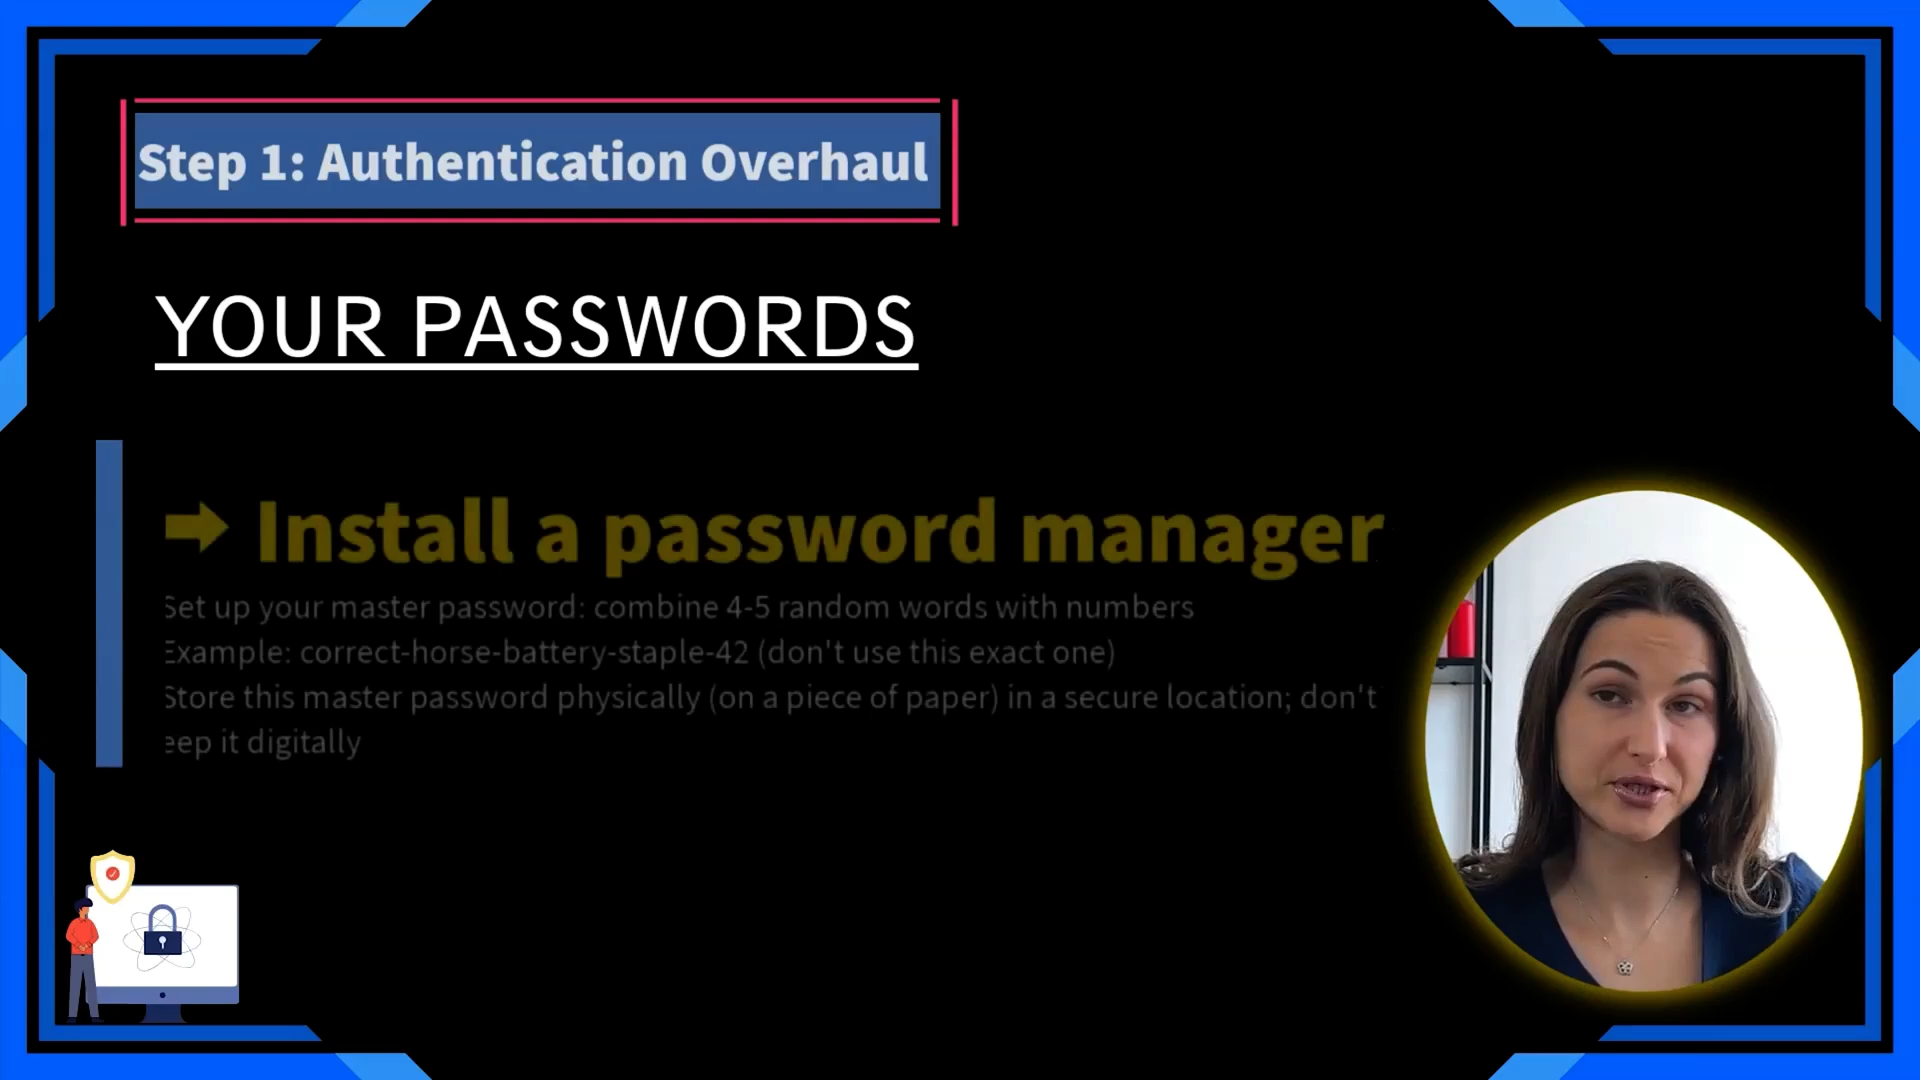 Step 1: Authentication Overhaul
YOUR PASSWORDS
➡ Install a password manager
Set up your master password: combine 4-5 random words with numbers
Example: correct-horse-battery-staple-42 (don't use this exact one)
Store this master password physically (on a piece of paper) in a secure location; don't
eep it digitally